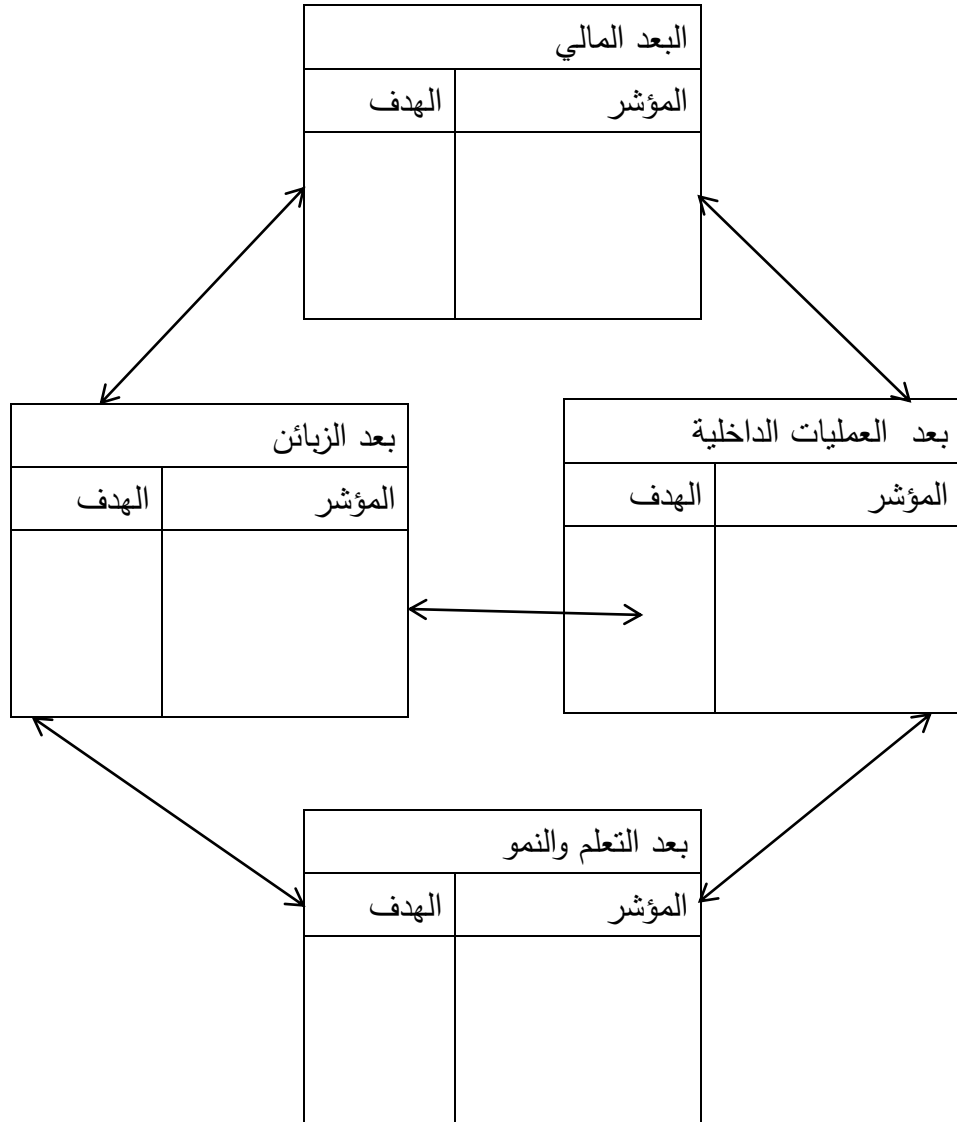 البعد المالي
المؤشر الهدف
بعد العمليات الداخلية
المؤشر الهدف
بعد الزبائن
المؤشر الهدف
بعد التعلم والنمو
المؤشر الهدف